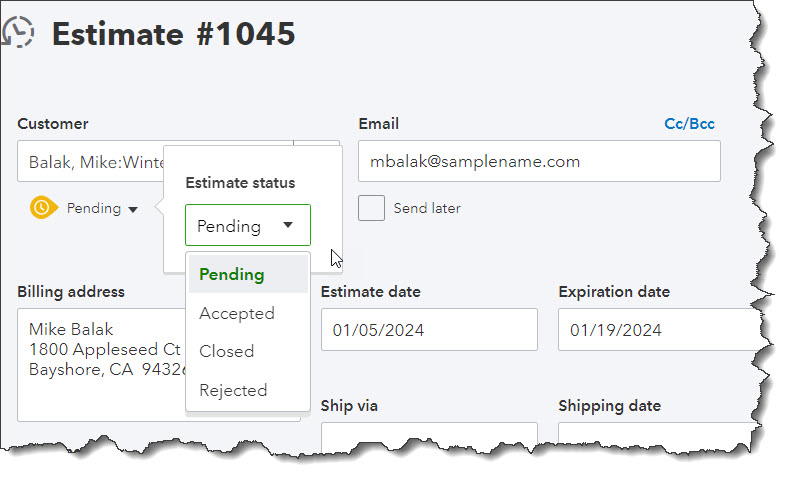 Estimate #1045
Customer
Email
Cc/Bcc
Balak, Mike:Winte
mbalak@samplename.com
Estimate status
Pending
Send later
Pending
Pending
Accepted
Closed
Rejected
Billing address
Estimate date
Expiration date
Mike Balak
1800 Appleseed Ct
Bayshore, CA 9432
01/05/2024
01/19/2024
Ship via
Shipping date